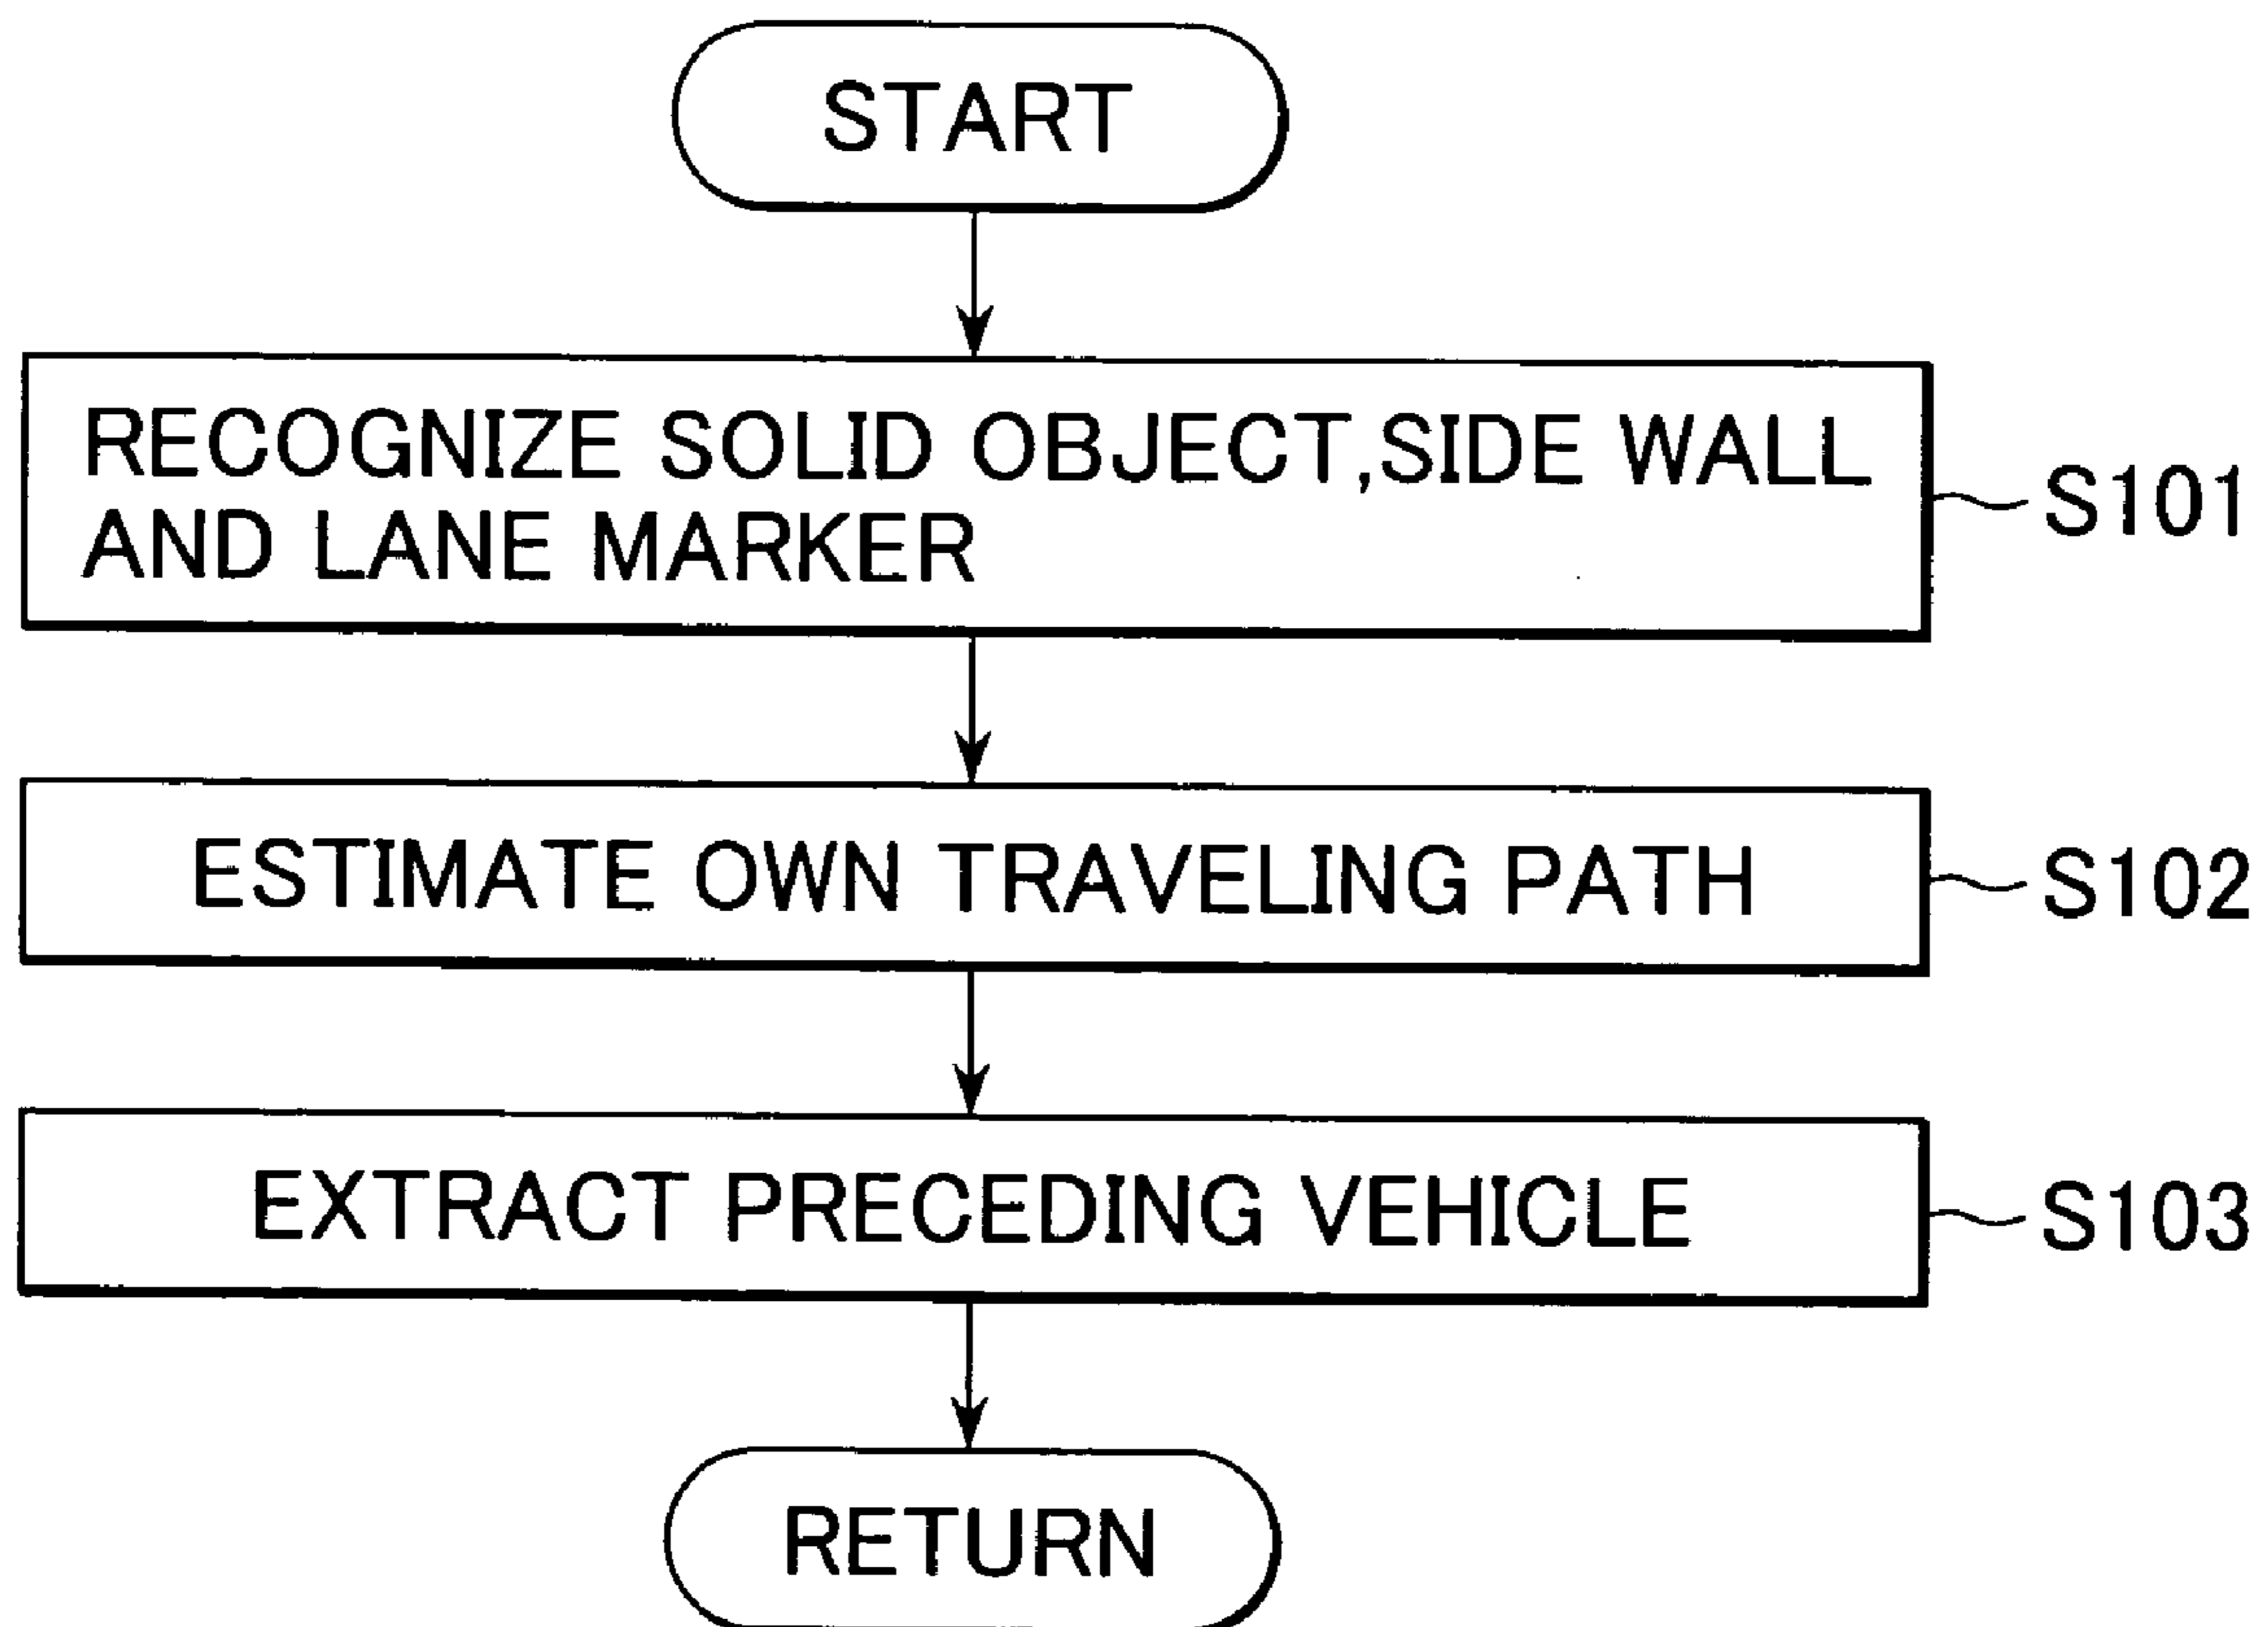 START
RECOGNIZE SOLID OBJECT,SIDE WALL
AND LANE MARKER
S101
ESTIMATE OWN TRAVELING PATH
S102
EXTRACT PRECEDING VEHICLE
S103
RETURN